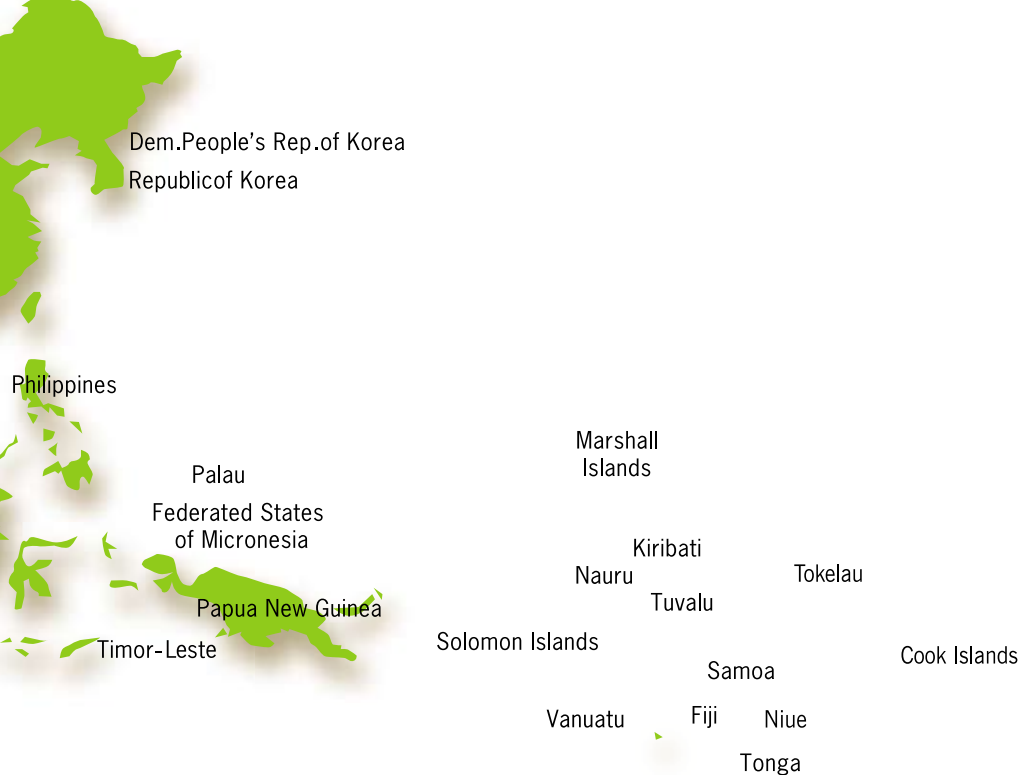 Dem.People's Rep.of Korea
Republicof Korea
Philippines
Marshall
Islands
Palau
Federated States
of Micronesia
Kiribati
Nauru
Tokelau
Tuvalu
Papua New Guinea
Solomon Islands
Timor-Leste
Cook Islands
Samoa
Vanuatu
Fiji
Niue
Tonga